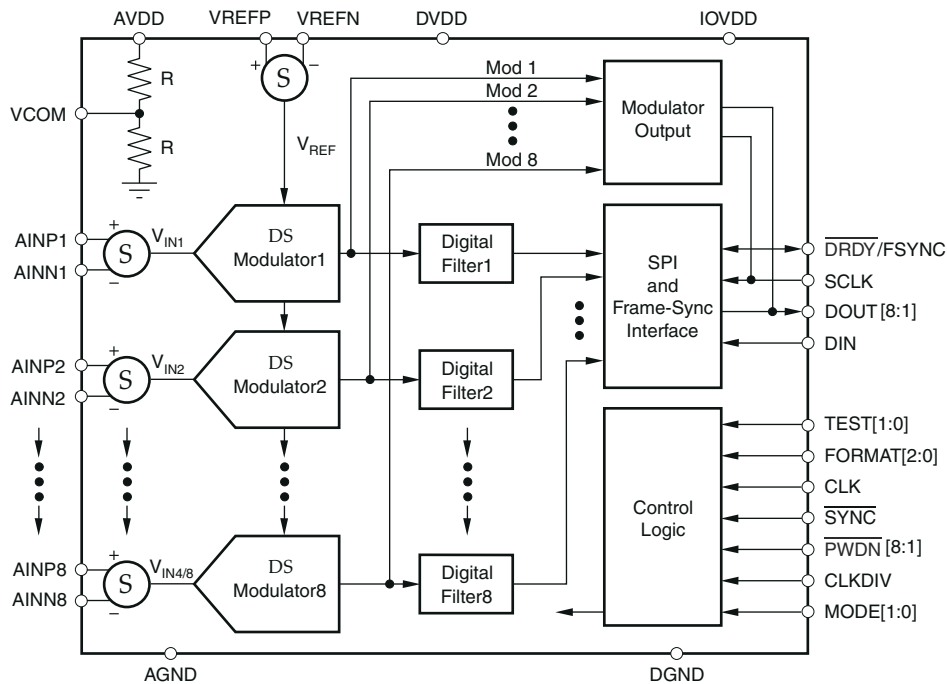 AVDD
VREFP
VREFN
DVDD
IOVDD
+
S
−
R
VCOM
R
VREF
Mod 1
Mod 2
Mod 8
Modulator
Output
AINP1
AINN1
+
S
−
VIN1
DS
Modulator1
Digital
Filter1
SPI
and
Frame-Sync
Interface
DRDY/FSYNC
SCLK
DOUT[8:1]
DIN
AINP2
AINN2
+
S
−
VIN2
DS
Modulator2
Digital
Filter2
TEST[1:0]
FORMAT[2:0]
CLK
SYNC
PWDN[8:1]
CLKDIV
MODE[1:0]
Control
Logic
AINP8
AINN8
+
S
−
VIN4/8
DS
Modulator8
Digital
Filter8
AGND
DGND